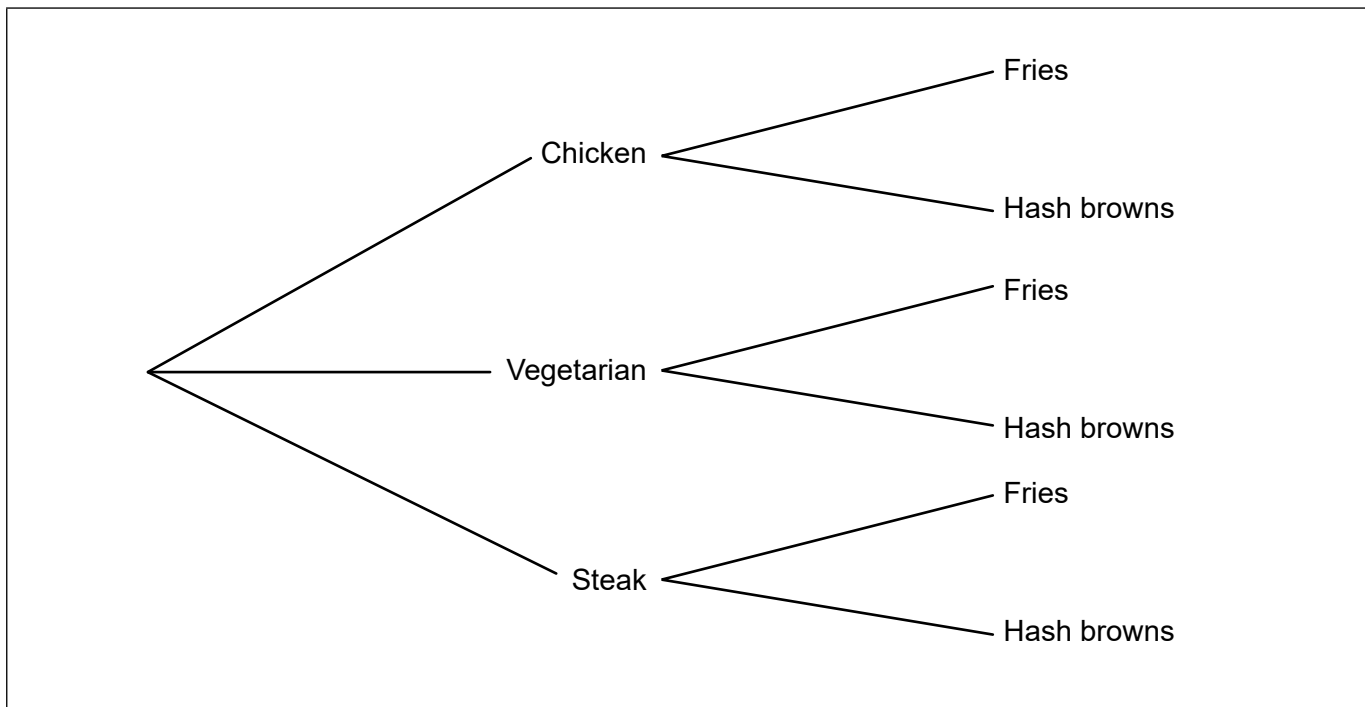 Fries
Chicken
Hash browns
Fries
Vegetarian
Hash browns
Fries
Steak
Hash browns